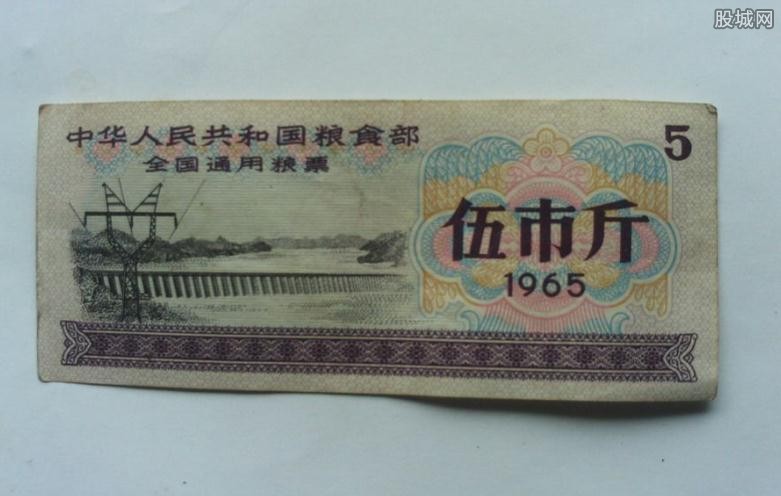 股城网
中华人民共和国粮食部
全国通用粮票
5
伍市斤
1965